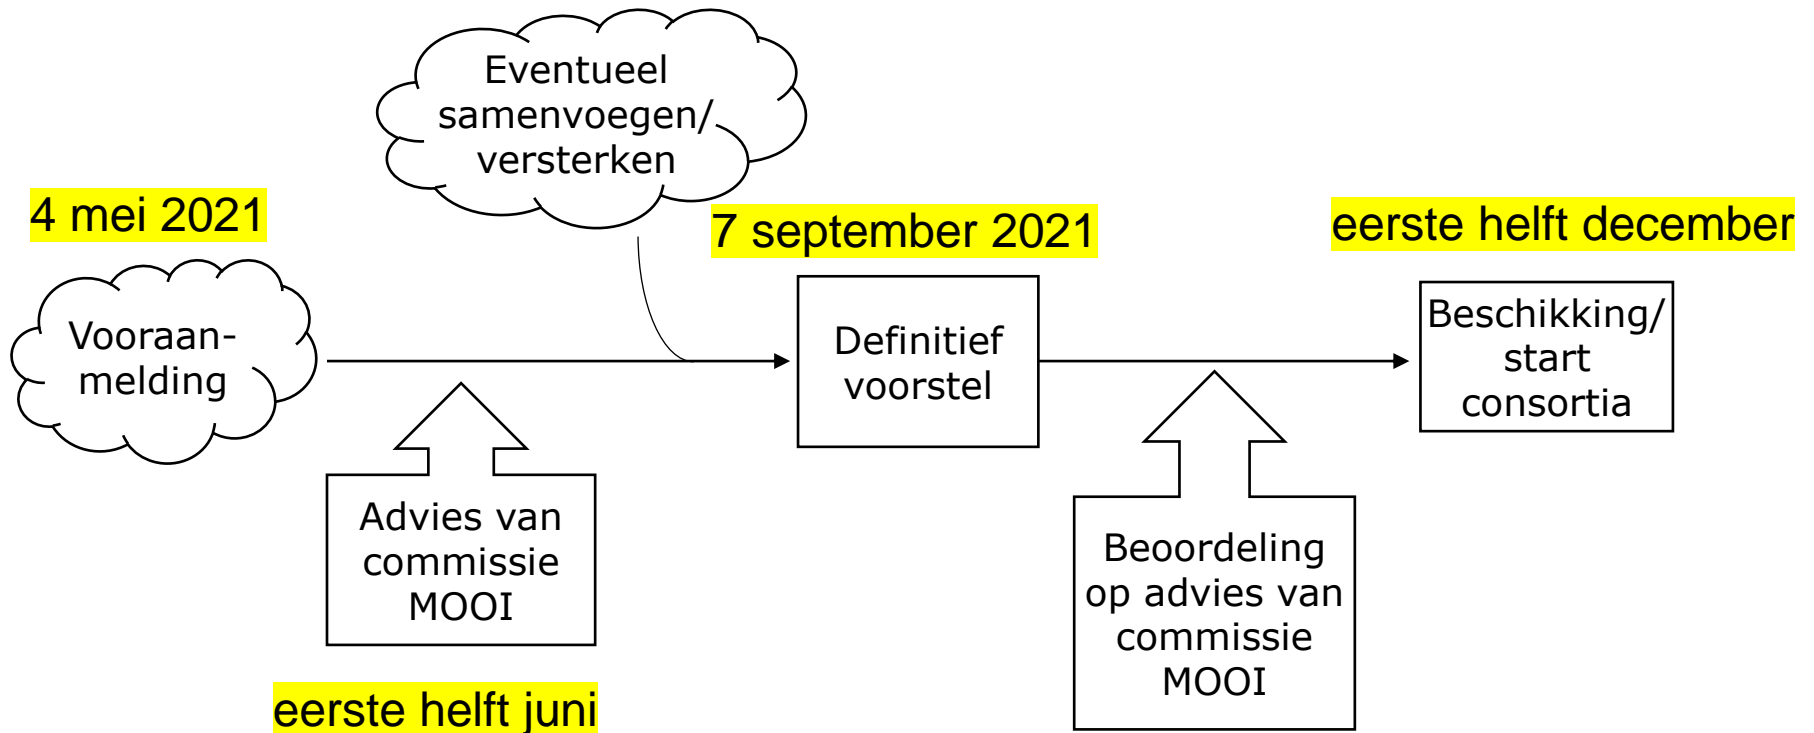 Eventueel
samenvoegen/
versterken
4 mei 2021
7 september 2021
eerste helft december
Vooraan-
melding
Definitief
voorstel
Beschikking/
start
consortia
Advies van
commissie
MOOI
Beoordeling
op advies van
commissie
MOOI
eerste helft juni